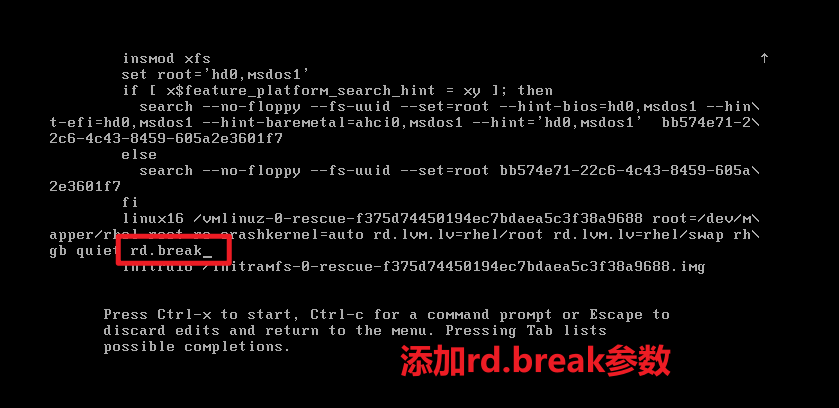 insmod xfs
set root='hd0,msdos1'
if [ x$feature_platform_search_hint = xy ]; then
search --no-floppy --fs-uuid --set=root --hint-bios=hd0,msdos1 --hin\
t-efi=hd0,msdos1 --hint-baremetal=ahci0,msdos1 --hint='hd0,msdos1'  bb574e71-2\
2c6-4c43-8459-605a2e3601f7
else
search --no-floppy --fs-uuid --set=root bb574e71-22c6-4c43-8459-605a\
2e3601f7
fi
linux16 /vmlinuz-0-rescue-f375d74450194ec7bdaea5c3f38a9688 root=/dev/m\
apper/rhel-root ro crashkernel=auto rd.lvm.lv=rhel/root rd.lvm.lv=rhel/swap rh\
gb quiet rd.break_
initrd16 /initramfs-0-rescue-f375d74450194ec7bdaea5c3f38a9688.img
Press Ctrl-x to start, Ctrl-c for a command prompt or Escape to
discard edits and return to the menu. Pressing Tab lists
possible completions.
添加rd.break参数